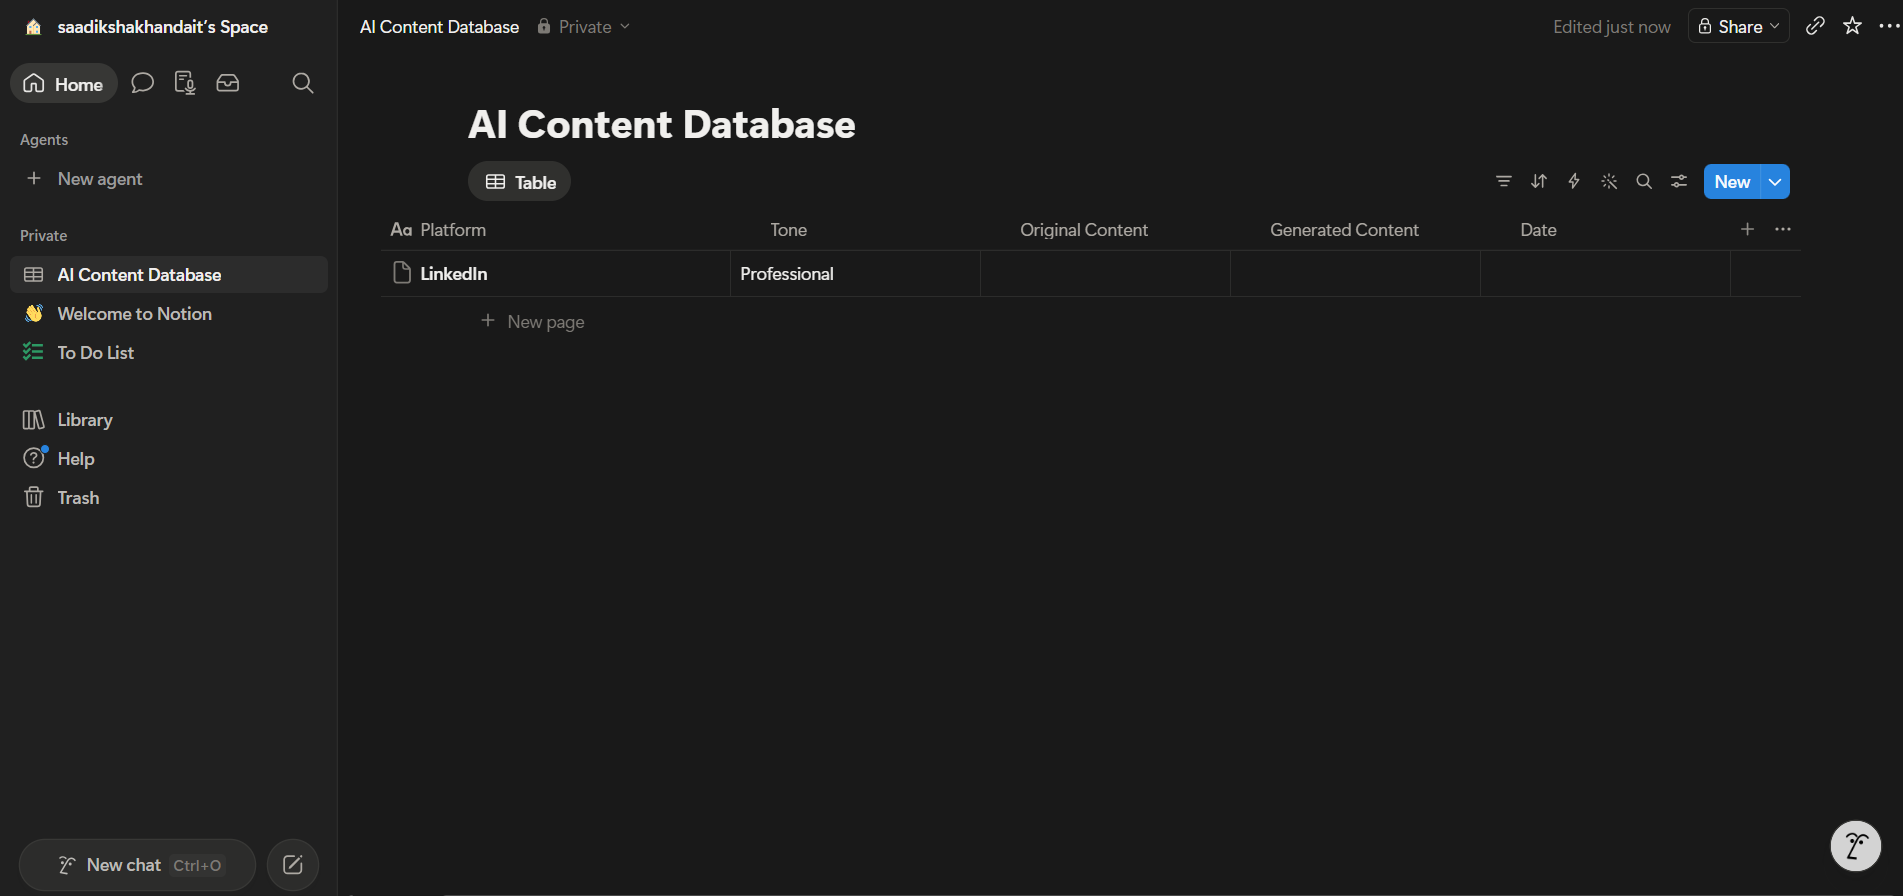 saadikshakhandait's Space
AI Content Database Private
Edited just now Share
Home
Agents
New agent
Private
AI Content Database
Welcome to Notion
To Do List
Library
Help
Trash
New chat Ctrl+O
AI Content Database
Table
New
Aa Platform Tone Original Content Generated Content Date
LinkedIn Professional
New page